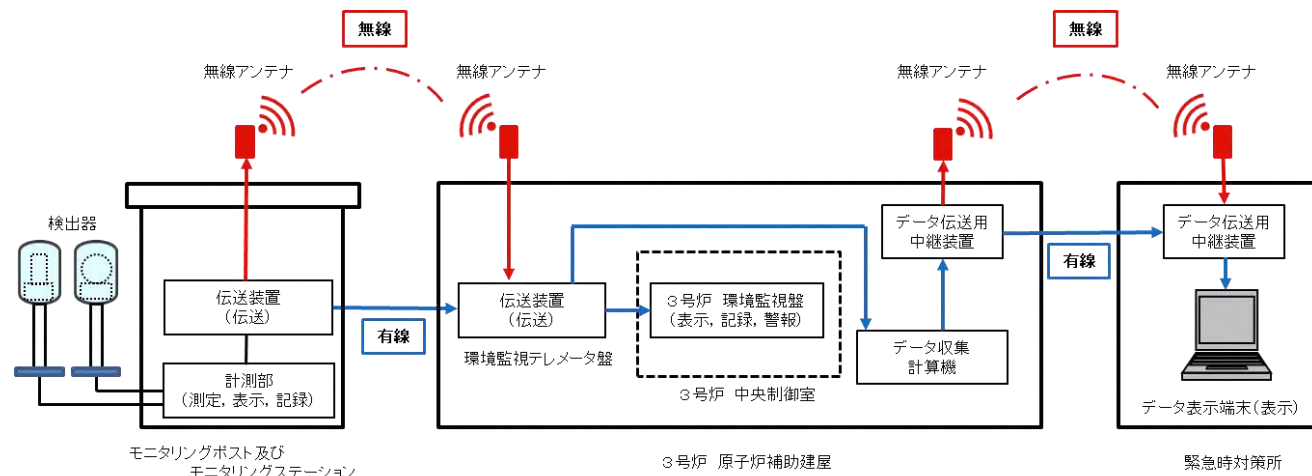 無線
無線
無線アンテナ
無線アンテナ
無線アンテナ
無線アンテナ
検出器
伝送装置
(伝送)
有線
計測部
(測定, 表示, 記録)
モニタリングポスト及び
モニタリングステーション
伝送装置
(伝送)
環境監視テレメータ盤
3号炉 環境監視盤
(表示, 記録, 警報)
3号炉 中央制御室
データ伝送用
中継装置
データ収集
計算機
3号炉 原子炉補助建屋
有線
データ伝送用
中継装置
データ表示端末(表示)
緊急時対策所